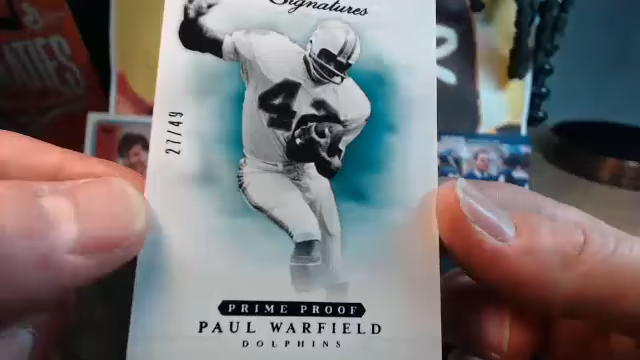 Signatures
27/49
42
PRIME PROOF
PAUL WARFIELD
DOLPHINS